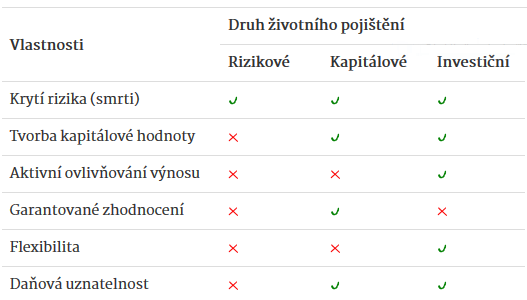 Vlastnosti
Druh životního pojištění
Rizikové Kapitálové Investiční
Krytí rizika (smrti)
Tvorba kapitálové hodnoty
Aktivní ovlivňování výnosu
Garantované zhodnocení
Flexibilita
Daňová uznatelnost